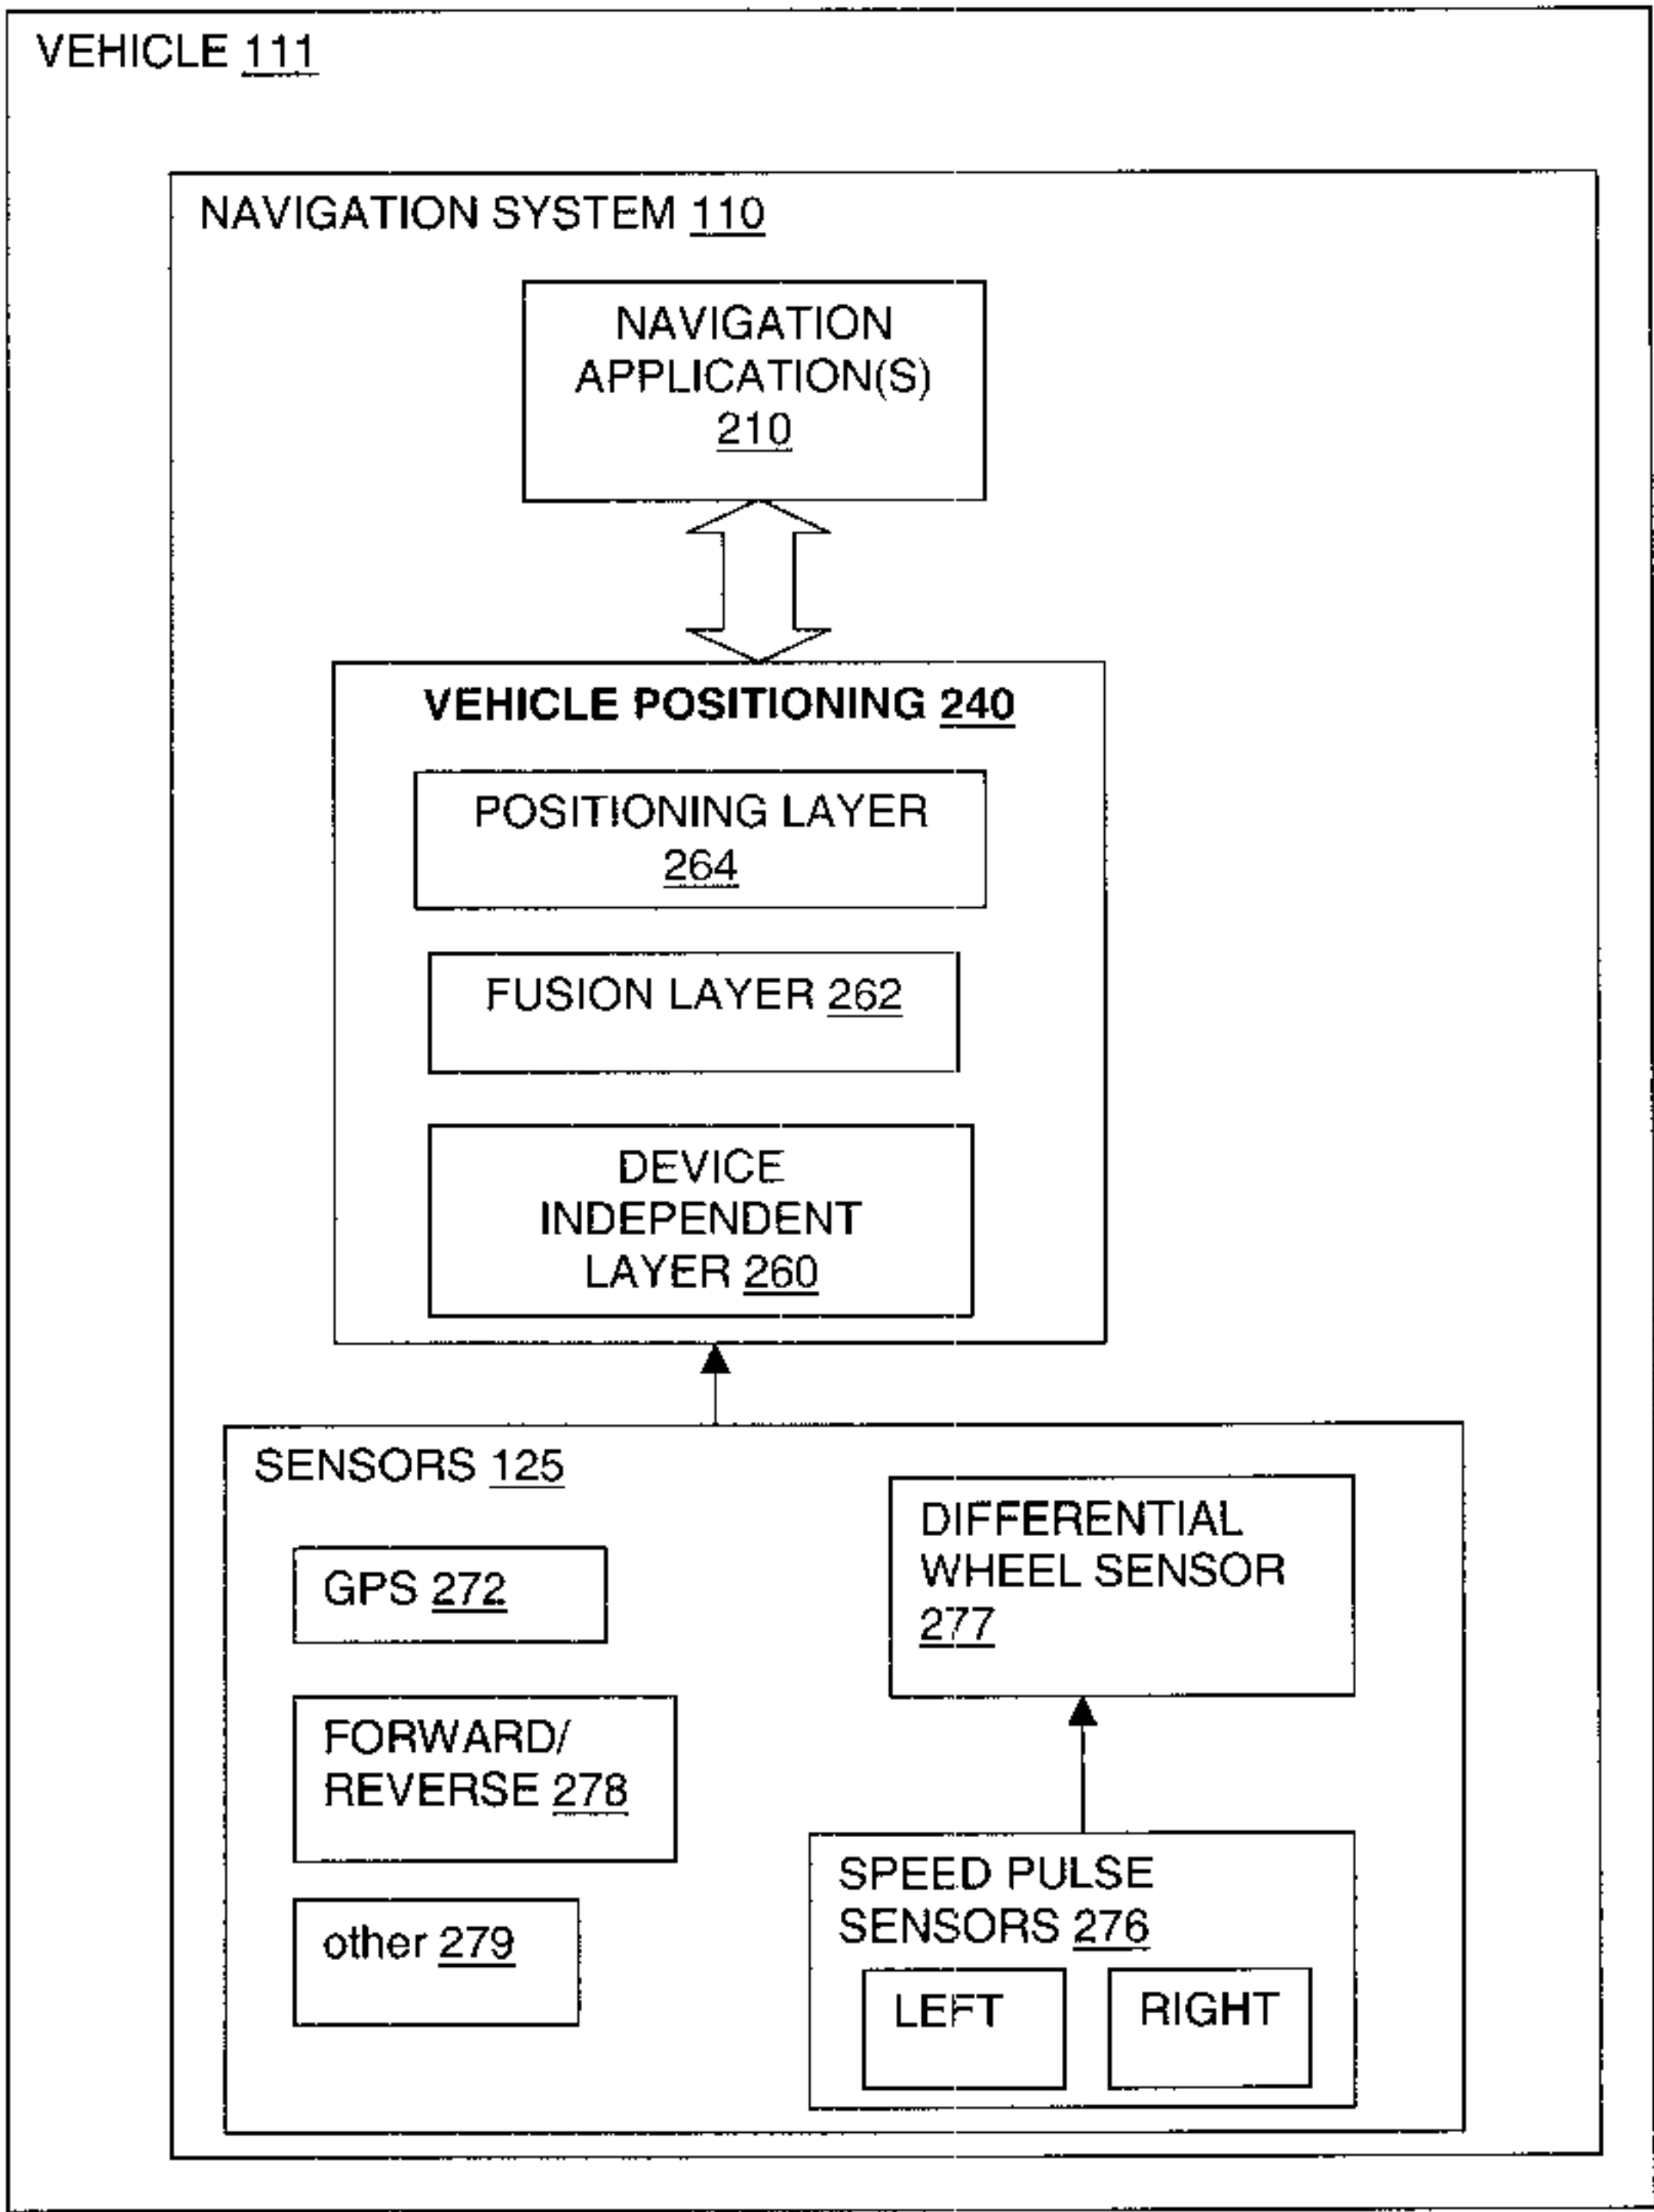 VEHICLE 111
NAVIGATION SYSTEM 110
NAVIGATION
APPLICATION(S)
210
VEHICLE POSITIONING 240
POSITIONING LAYER
264
FUSION LAYER 262
DEVICE
INDEPENDENT
LAYER 260
SENSORS 125
GPS 272
FORWARD/
REVERSE 278
other 279
DIFFERENTIAL
WHEEL SENSOR
277
SPEED PULSE
SENSORS 276
LEFT
RIGHT